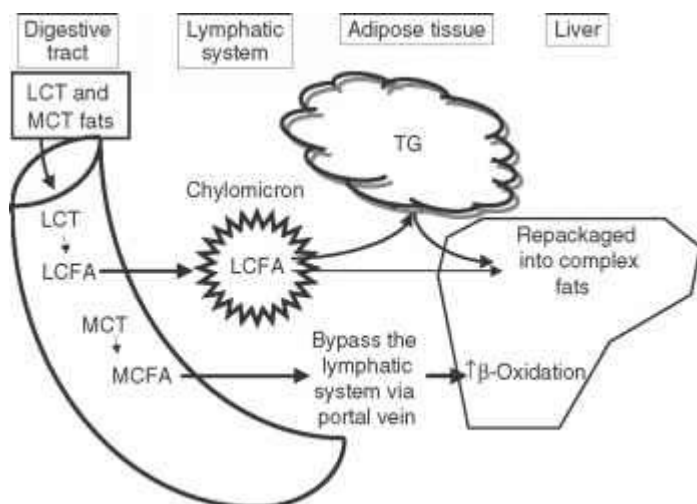 Digestive
tract
Lymphatic
system
Adipose tissue
Liver
LCT and
MCT fats
TG
Chylomicron
LCT
LCFA
LCFA
Repackaged
into complex
fats
MCT
MCFA
Bypass the
lymphatic
system via
portal vein
↑β-Oxidation